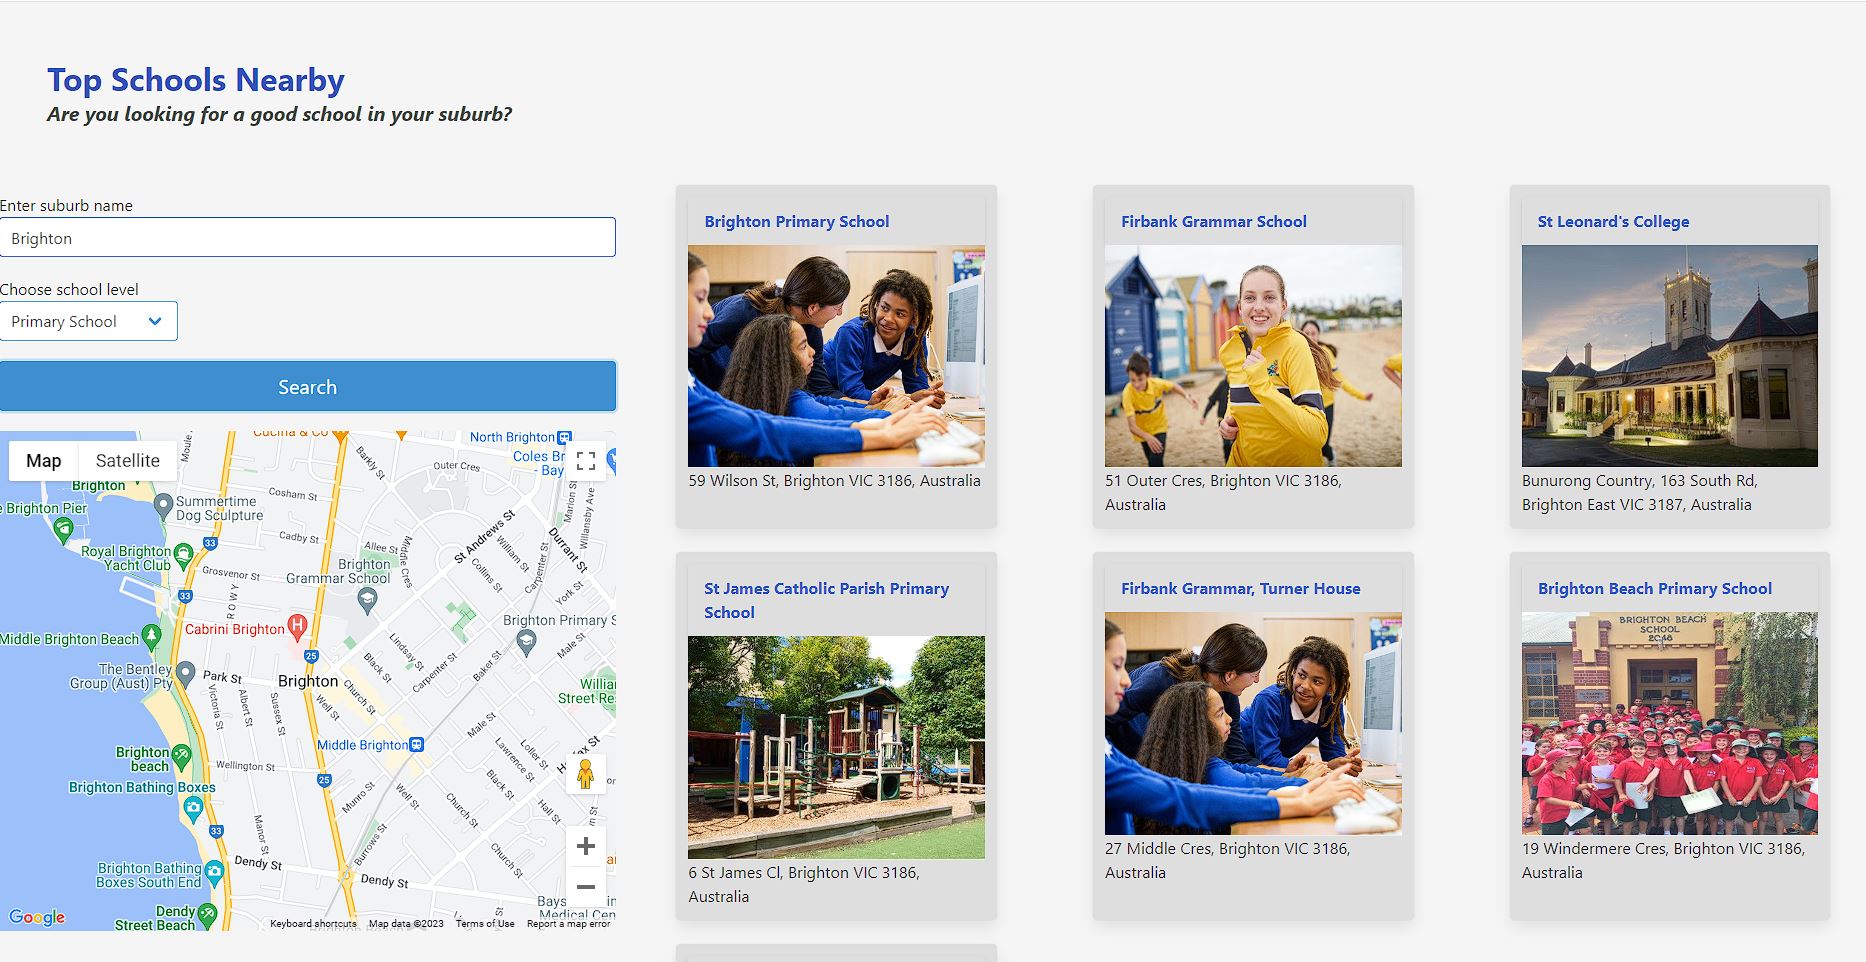 Top Schools Nearby
Are you looking for a good school in your suburb?
Enter suburb name
Brighton
Choose school level
Primary School
Search
Map
Satellite
Cucina & Co
North Brighton
Coles Br
- Bay
Barkly St
Outer Cres
Marion St
Willansby Ave
Brighton
Brighton Pier
Summertime
Dog Sculpture
Cosham St
Cadby St
33
Royal Brighton
Yacht Club
Allee St
Middle Cres
St Andrews St
William St
Collins St
Carpenter St
Durrant St
Grosvenor St
Brighton
Grammar School
York St
33
ROWY
Middle Brighton Beach
Cabrini Brighton
H
25
Brighton Primary S
Male St
Lindsay St
Black St
Carpenter St
Baker St
The Bentley
Group (Aust) Pty
Park St
Victoria St
Albert St
Sussex St
Brighton
Church St
Well St
Willia
Street Re
Male St
Middle Brighton
Lawrence St
Loller St
Brighton
beach
Wellington St
25
Brighton Bathing Boxes
Munro St
Well St
Black St
Church St
Hall St
33
Manor St
Burrows St
Church St
Dendy St
Dendy St
Brighton Bathing
Boxes South End
Dendy
Street Beach
Medical Cen
Google
Keyboard shortcuts
Map data ©2023
Terms of Use
Report a map error
Brighton Primary School
59 Wilson St, Brighton VIC 3186, Australia
Firbank Grammar School
51 Outer Cres, Brighton VIC 3186,
Australia
St Leonard's College
Bunurong Country, 163 South Rd,
Brighton East VIC 3187, Australia
St James Catholic Parish Primary
School
6 St James Cl, Brighton VIC 3186,
Australia
Firbank Grammar, Turner House
27 Middle Cres, Brighton VIC 3186,
Australia
Brighton Beach Primary School
BRIGHTON BEACH
SCHOOL
2048
19 Windermere Cres, Brighton VIC 3186,
Australia